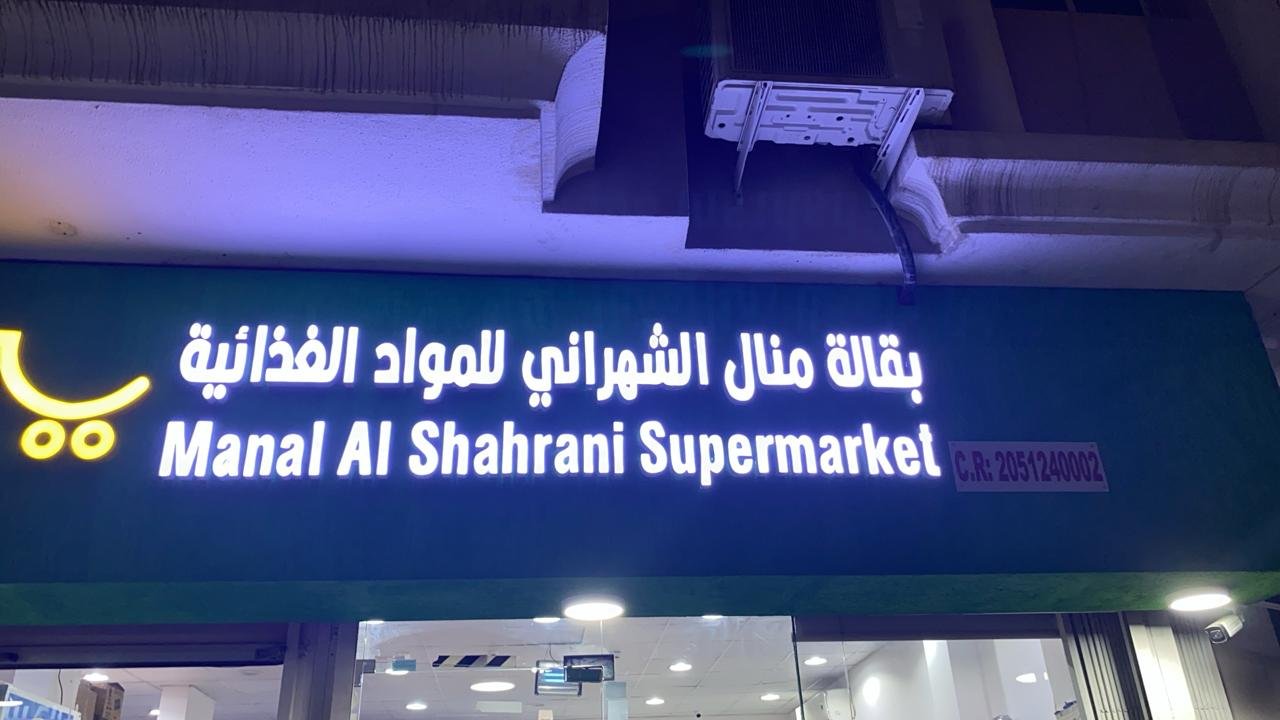 بقالة منال الشهراني للمواد الغذائية
Manal Al Shahrani Supermarket
C.R: 2051240002